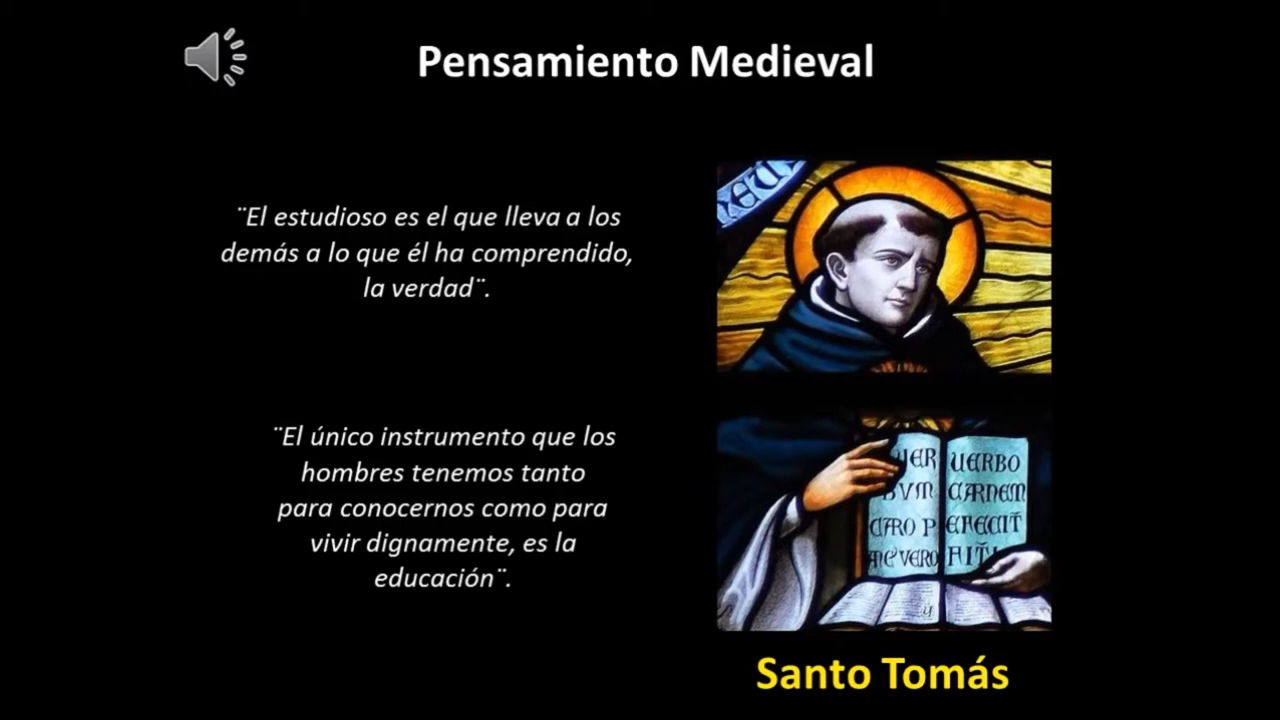 Pensamiento Medieval
¨El estudioso es el que lleva a los
demás a lo que él ha comprendido,
la verdad¨.
¨El único instrumento que los
hombres tenemos tanto
para conocernos como para
vivir dignamente, es la
educación¨.
UERBO
CARNEM
CARO P
VERO
Santo Tomás